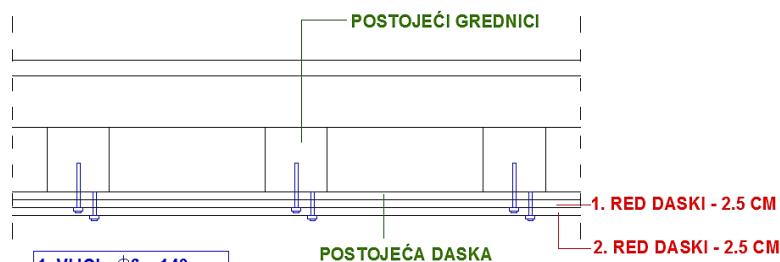 POSTOJEĆI GREDNICI
1. RED DASKI - 2.5 CM
POSTOJEĆA DASKA
2. RED DASKI - 2.5 CM